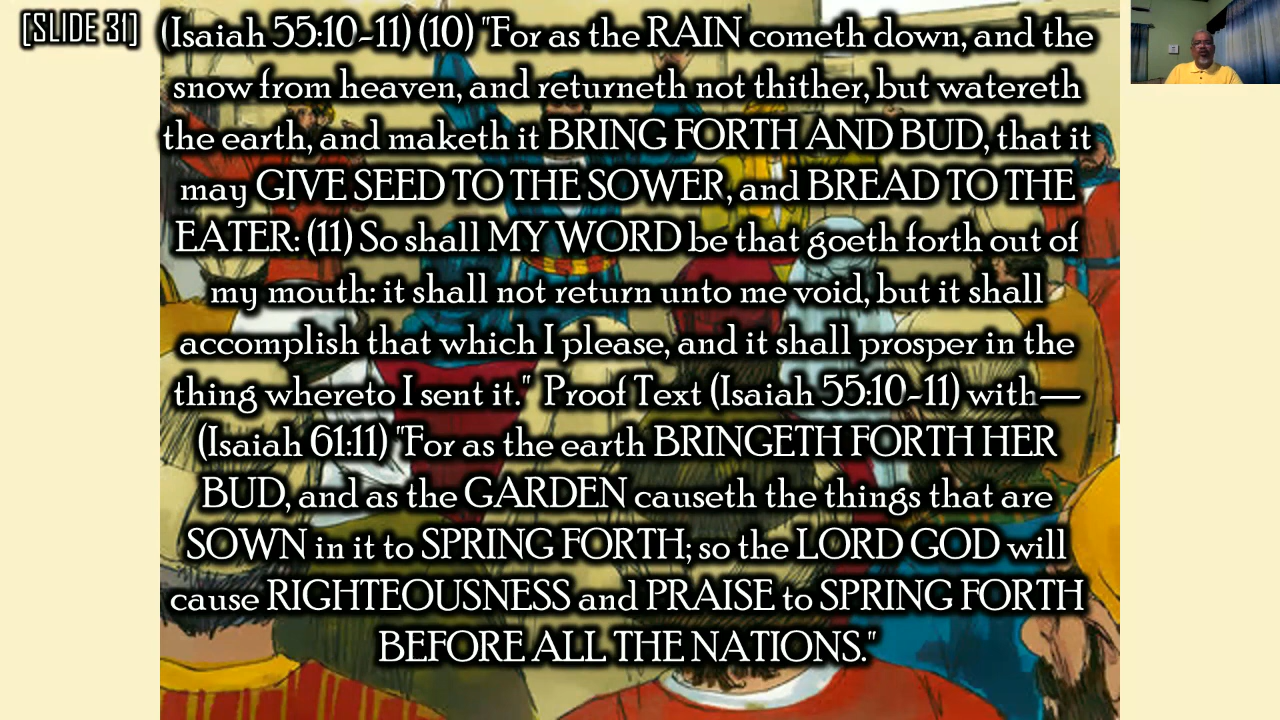 [SLIDE 31]
(Isaiah 55:10-11) (10) "For as the RAIN cometh down, and the
snow from heaven, and returneth not thither, but watereth
the earth, and maketh it BRING FORTH AND BUD, that it
may GIVE SEED TO THE SOWER, and BREAD TO THE
EATER: (11) So shall MY WORD be that goeth forth out of
my mouth: it shall not return unto me void, but it shall
accomplish that which I please, and it shall prosper in the
thing whereto I sent it." Proof Text (Isaiah 55:10-11) with—
(Isaiah 61:11) "For as the earth BRINGETH FORTH HER
BUD, and as the GARDEN causeth the things that are
SOWN in it to SPRING FORTH; so the LORD GOD will
cause RIGHTEOUSNESS and PRAISE to SPRING FORTH
BEFORE ALL THE NATIONS."